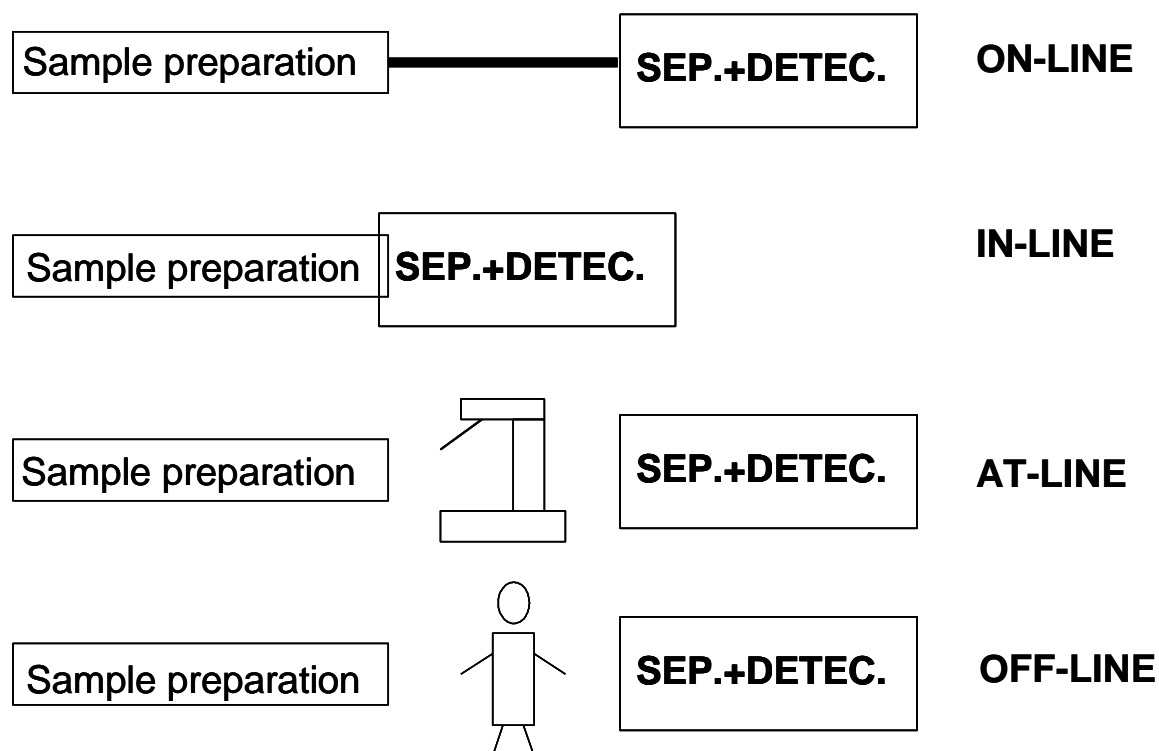 Sample preparation SEP.+DETEC. ON-LINE
Sample preparation SEP.+DETEC. IN-LINE
Sample preparation SEP.+DETEC. AT-LINE
Sample preparation SEP.+DETEC. OFF-LINE